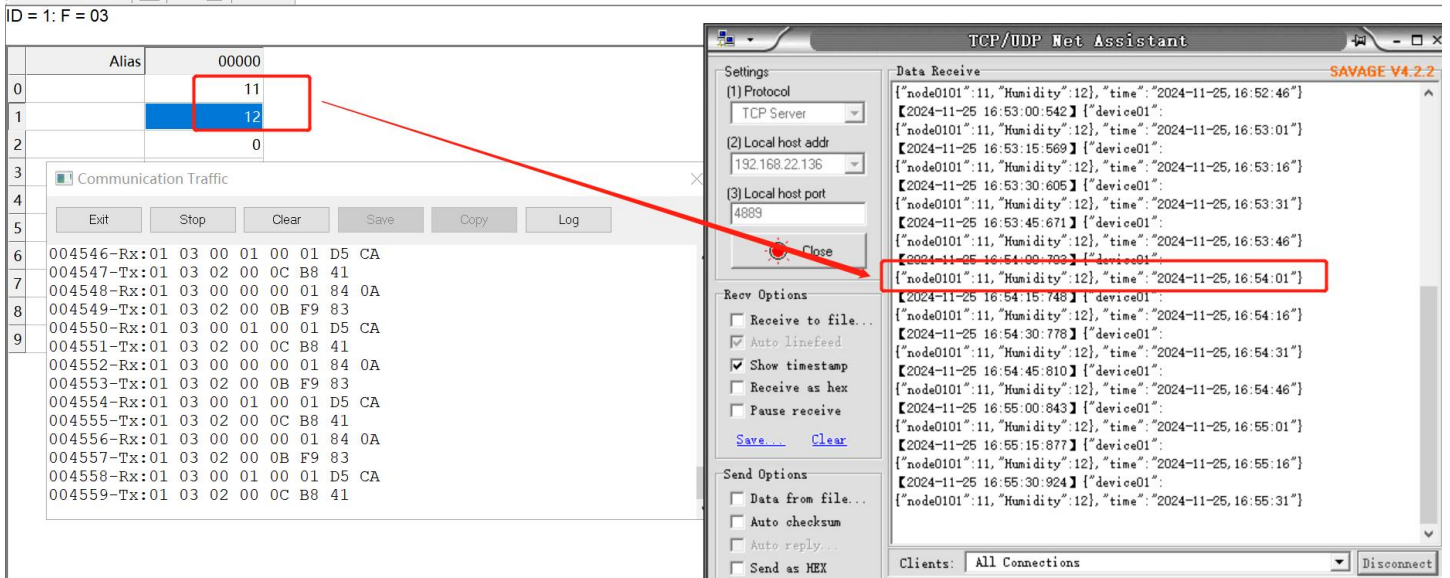 ID = 1: F = 03
Alias 00000
0 11
1 12
2 0
3
4
5
6
7
8
9
Communication Traffic
Exit Stop Clear Save Copy Log
004546-Rx:01 03 00 01 00 01 D5 CA
004547-Tx:01 03 02 00 0C B8 41
004548-Rx:01 03 00 00 00 01 84 0A
004549-Tx:01 03 02 00 0B F9 83
004550-Rx:01 03 00 01 00 01 D5 CA
004551-Tx:01 03 02 00 0C B8 41
004552-Rx:01 03 00 00 00 01 84 0A
004553-Tx:01 03 02 00 0B F9 83
004554-Rx:01 03 00 01 00 01 D5 CA
004555-Tx:01 03 02 00 0C B8 41
004556-Rx:01 03 00 00 00 01 84 0A
004557-Tx:01 03 02 00 0B F9 83
004558-Rx:01 03 00 01 00 01 D5 CA
004559-Tx:01 03 02 00 0C B8 41
TCP/UDP Net Assistant
Settings
(1) Protocol
TCP Server
(2) Local host addr
192.168.22.136
(3) Local host port
4889
Close
Recv Options
Receive to file...
Auto linefeed
Show timestamp
Receive as hex
Pause receive
Save... Clear
Send Options
Data from file...
Auto checksum
Auto reply...
Send as HEX
Data Receive
SAVAGE V4.2.2
{"node0101":11,"Humidity":12},"time":"2024-11-25,16:52:46"}
【2024-11-25 16:53:00:542】{"device01":
{"node0101":11,"Humidity":12},"time":"2024-11-25,16:53:01"}
【2024-11-25 16:53:15:569】{"device01":
{"node0101":11,"Humidity":12},"time":"2024-11-25,16:53:16"}
【2024-11-25 16:53:30:605】{"device01":
{"node0101":11,"Humidity":12},"time":"2024-11-25,16:53:31"}
【2024-11-25 16:53:45:671】{"device01":
{"node0101":11,"Humidity":12},"time":"2024-11-25,16:53:46"}
【2024-11-25 16:54:00:703】{"device01":
{"node0101":11,"Humidity":12},"time":"2024-11-25,16:54:01"}
【2024-11-25 16:54:15:748】{"device01":
{"node0101":11,"Humidity":12},"time":"2024-11-25,16:54:16"}
【2024-11-25 16:54:30:778】{"device01":
{"node0101":11,"Humidity":12},"time":"2024-11-25,16:54:31"}
【2024-11-25 16:54:45:810】{"device01":
{"node0101":11,"Humidity":12},"time":"2024-11-25,16:54:46"}
【2024-11-25 16:55:00:843】{"device01":
{"node0101":11,"Humidity":12},"time":"2024-11-25,16:55:01"}
【2024-11-25 16:55:15:877】{"device01":
{"node0101":11,"Humidity":12},"time":"2024-11-25,16:55:16"}
【2024-11-25 16:55:30:924】{"device01":
{"node0101":11,"Humidity":12},"time":"2024-11-25,16:55:31"}
Clients: All Connections Disconnect